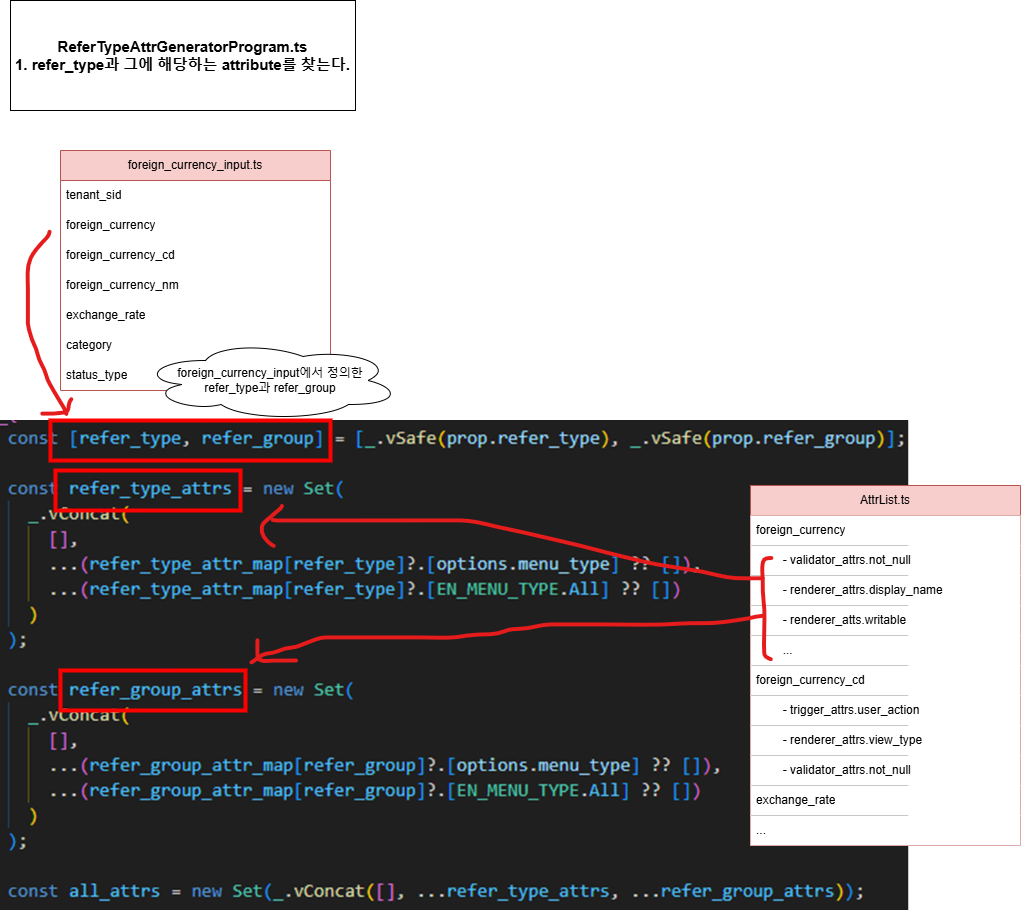 ReferTypeAttrGeneratorProgram.ts
1. refer_type과 그에 해당하는 attribute를 찾는다.
foreign_currency_input.ts
tenant_sid
foreign_currency
foreign_currency_cd
foreign_currency_nm
exchange_rate
category
status_type
foreign_currency_input에서 정의한
refer_type과 refer_group
const [refer_type, refer_group] = [_.vSafe(prop.refer_type), _.vSafe(prop.refer_group)];
const refer_type_attrs = new Set(
_.vConcat(
[],
...(refer_type_attr_map[refer_type]?.[options.menu_type] ?? []),
...(refer_type_attr_map[refer_type]?.[EN_MENU_TYPE.All] ?? [])
)
);
const refer_group_attrs = new Set(
_.vConcat(
[],
...(refer_group_attr_map[refer_group]?.[options.menu_type] ?? []),
...(refer_group_attr_map[refer_group]?.[EN_MENU_TYPE.All] ?? [])
)
);
const all_attrs = new Set(_.vConcat([], ...refer_type_attrs, ...refer_group_attrs));
AttrList.ts
foreign_currency
- validator_attrs.not_null
- renderer_attrs.display_name
- renderer_atts.writable
...
foreign_currency_cd
- trigger_attrs.user_action
- renderer_attrs.view_type
- validator_attrs.not_null
exchange_rate
...